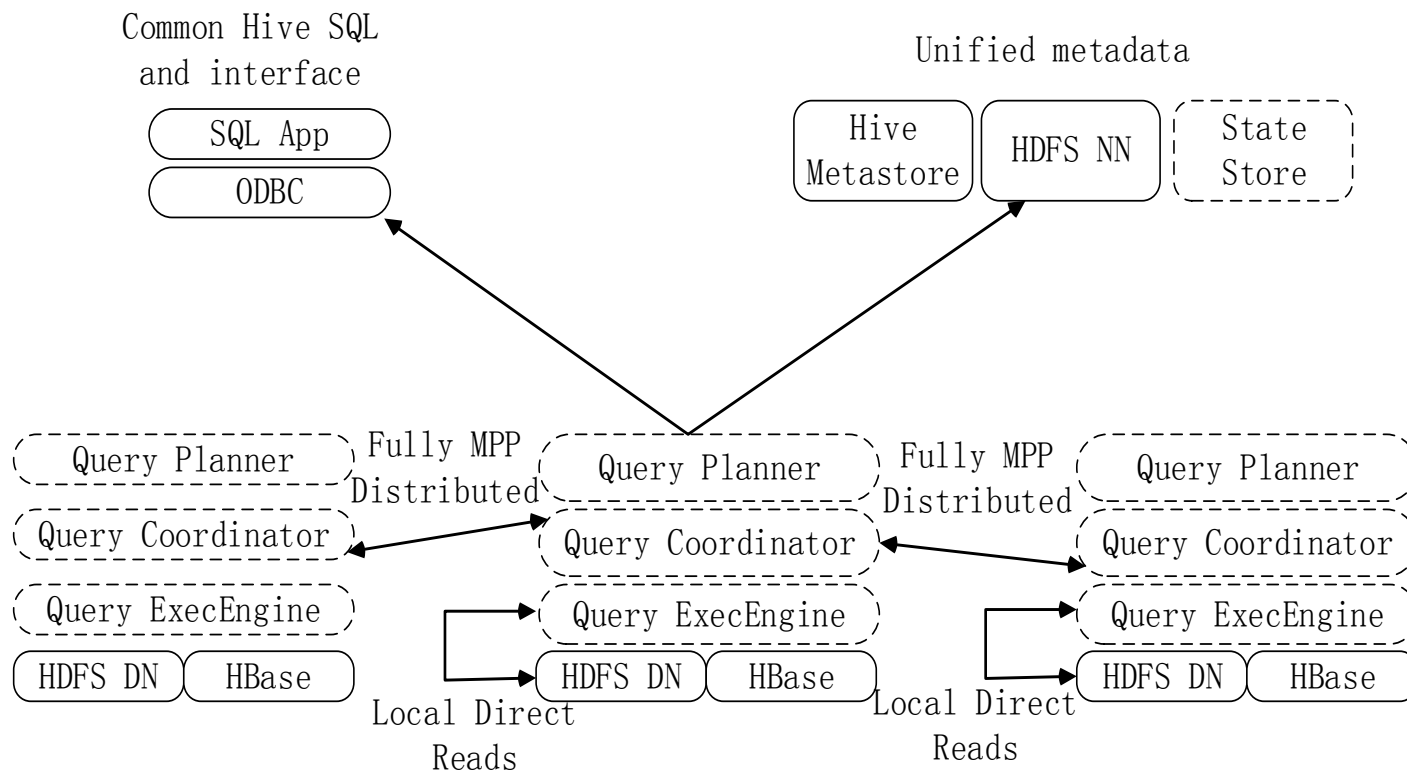 Common Hive SQL
and interface
SQL App
ODBC
Unified metadata
Hive
Metastore
HDFS NN
State
Store
Query Planner
Query Coordinator
Query ExecEngine
HDFS DN
HBase
Fully MPP
Distributed
Query Planner
Query Coordinator
Query ExecEngine
HDFS DN
HBase
Local Direct
Reads
Fully MPP
Distributed
Query Planner
Query Coordinator
Query ExecEngine
HDFS DN
HBase
Local Direct
Reads